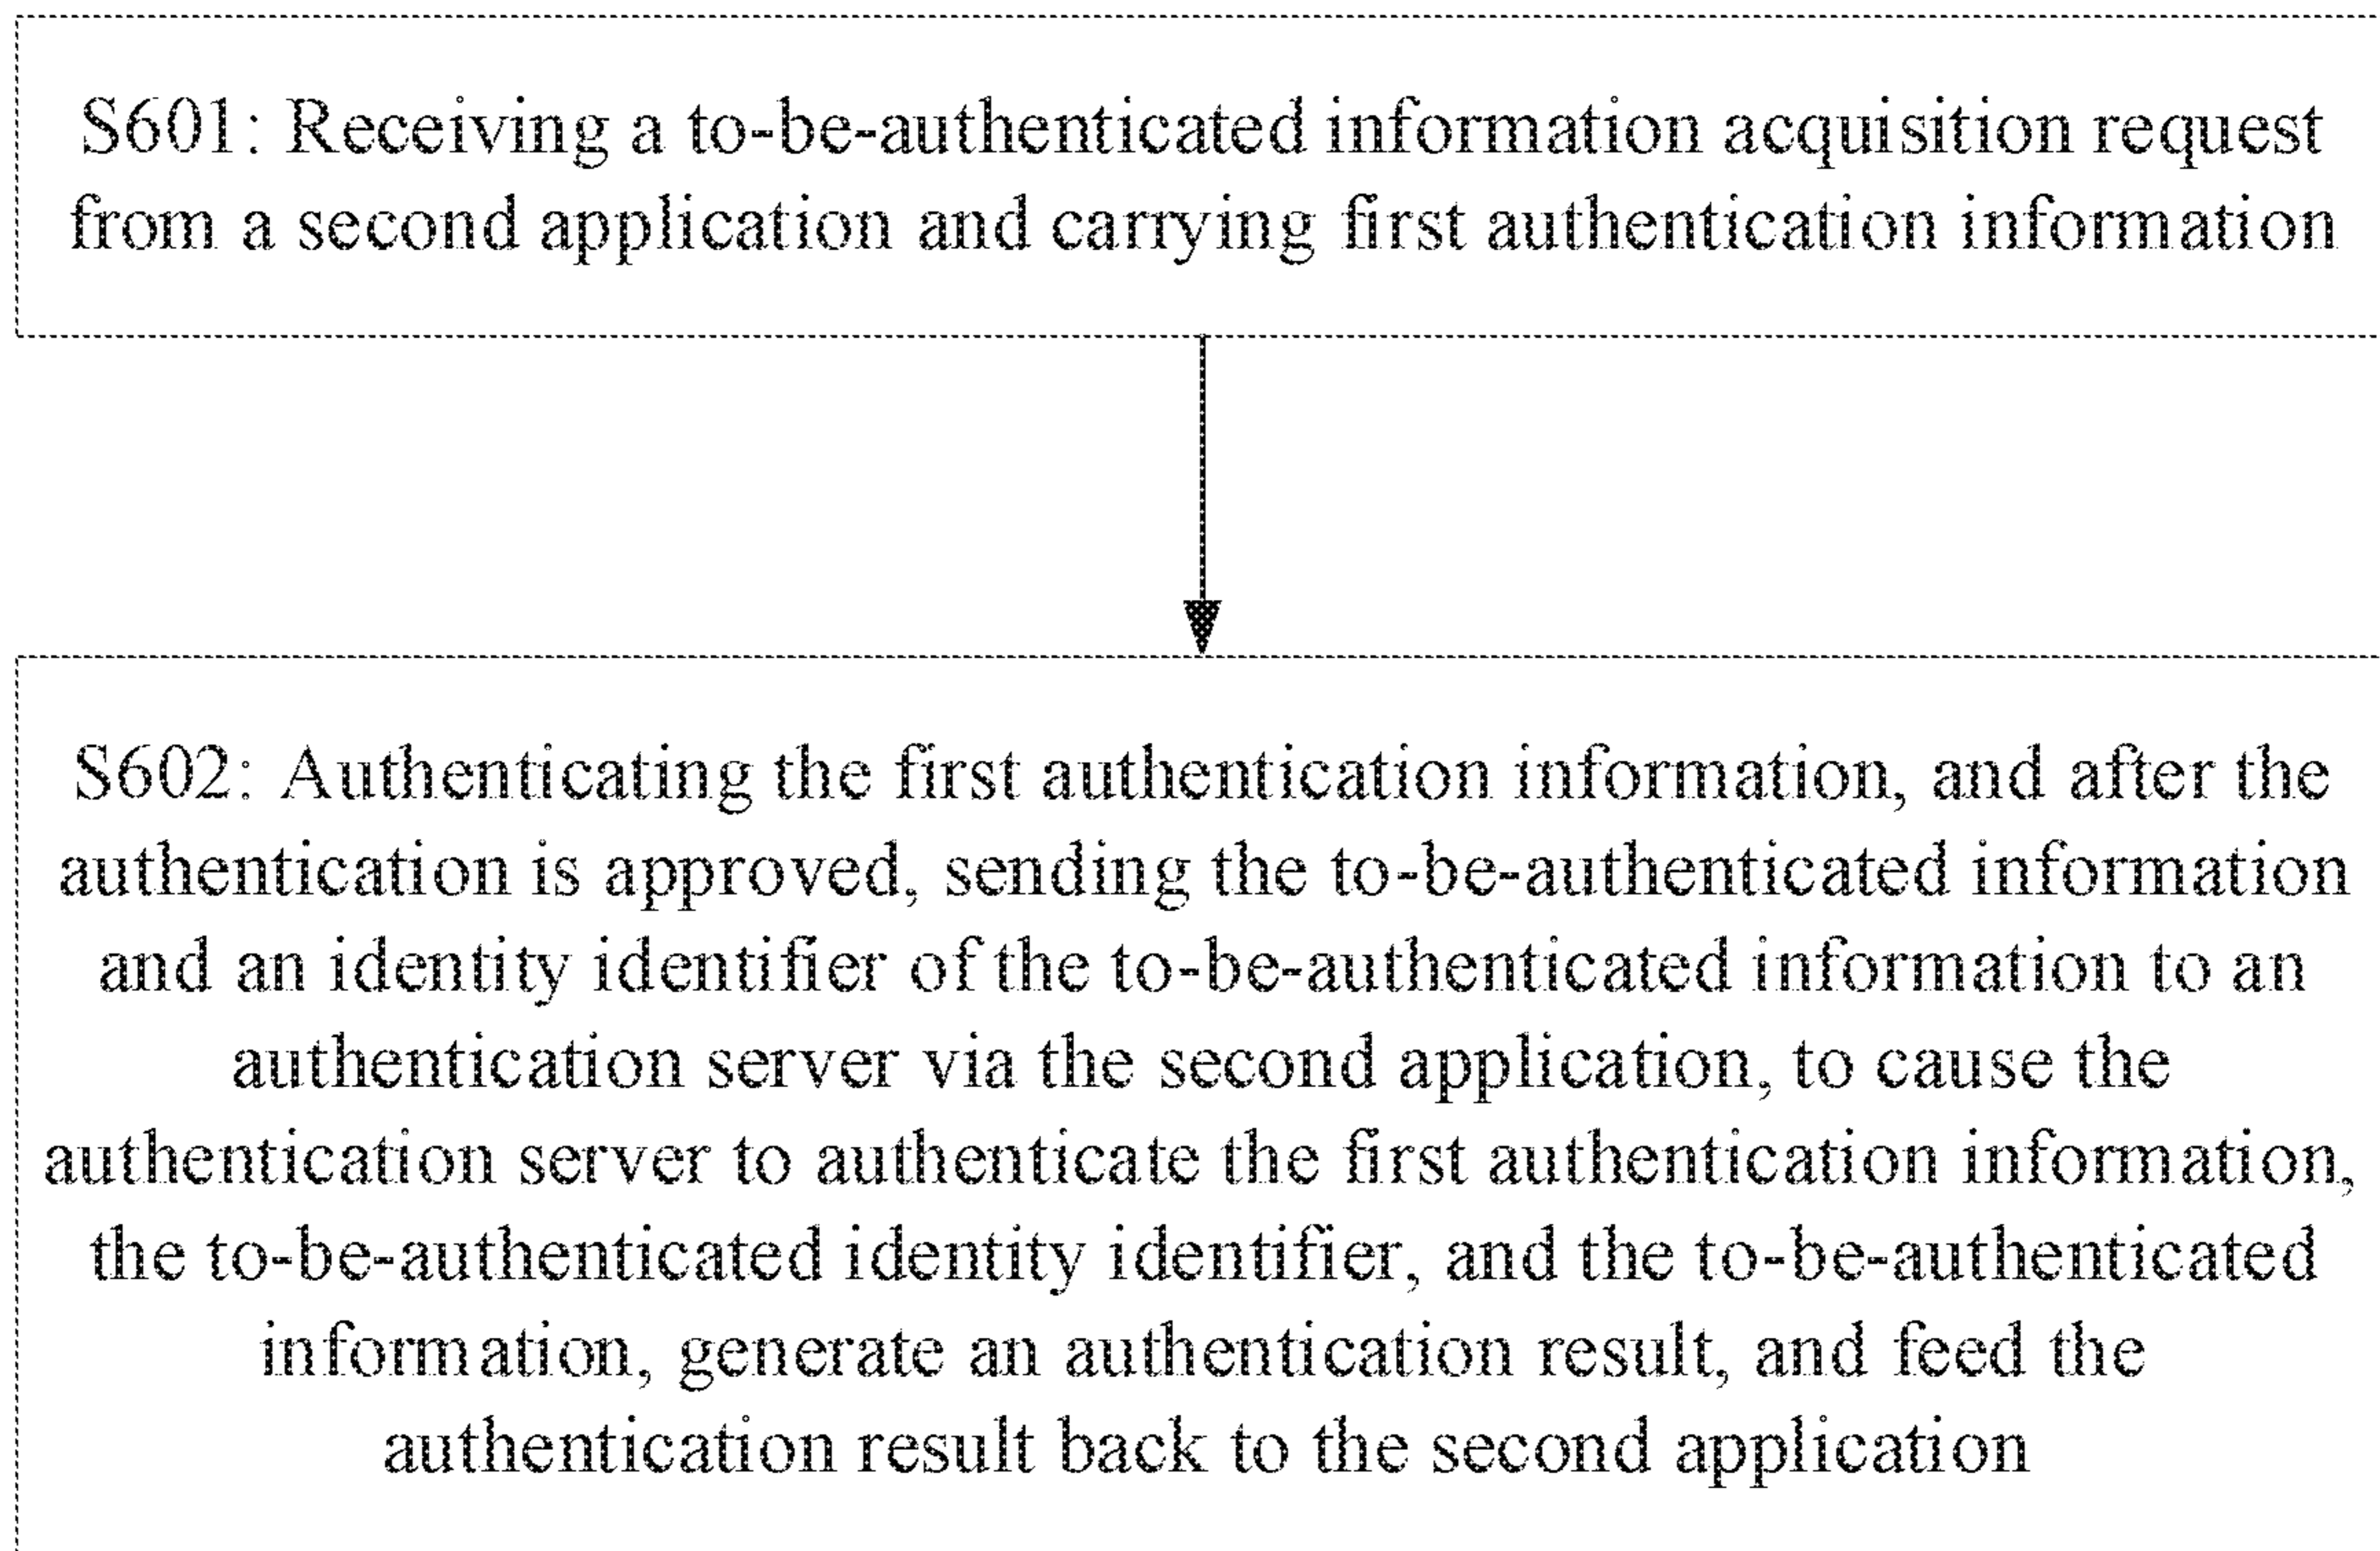 S601: Receiving a to-be-authenticated information acquisition request
from a second application and carrying first authentication information
S602: Authenticating the first authentication information, and after the
authentication is approved, sending the to-be-authenticated information
and an identity identifier of the to-be-authenticated information to an
authentication server via the second application, to cause the
authentication server to authenticate the first authentication information,
the to-be-authenticated identity identifier, and the to-be-authenticated
information, generate an authentication result, and feed the
authentication result back to the second application